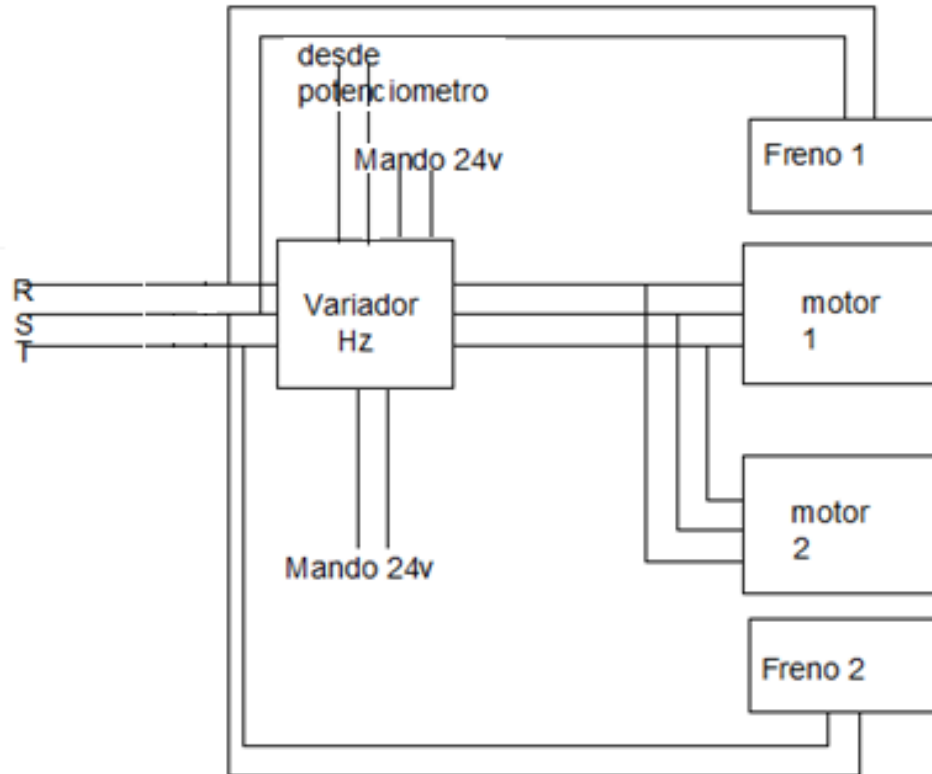 desde
potenciometro
Mando 24v
Freno 1
R
S
T
Variador
Hz
motor
1
motor
2
Mando 24v
Freno 2